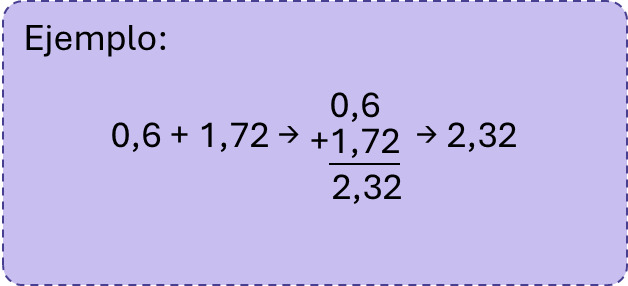 Ejemplo:
0,6
0,6 + 1,72 → +1,72 → 2,32
2,32